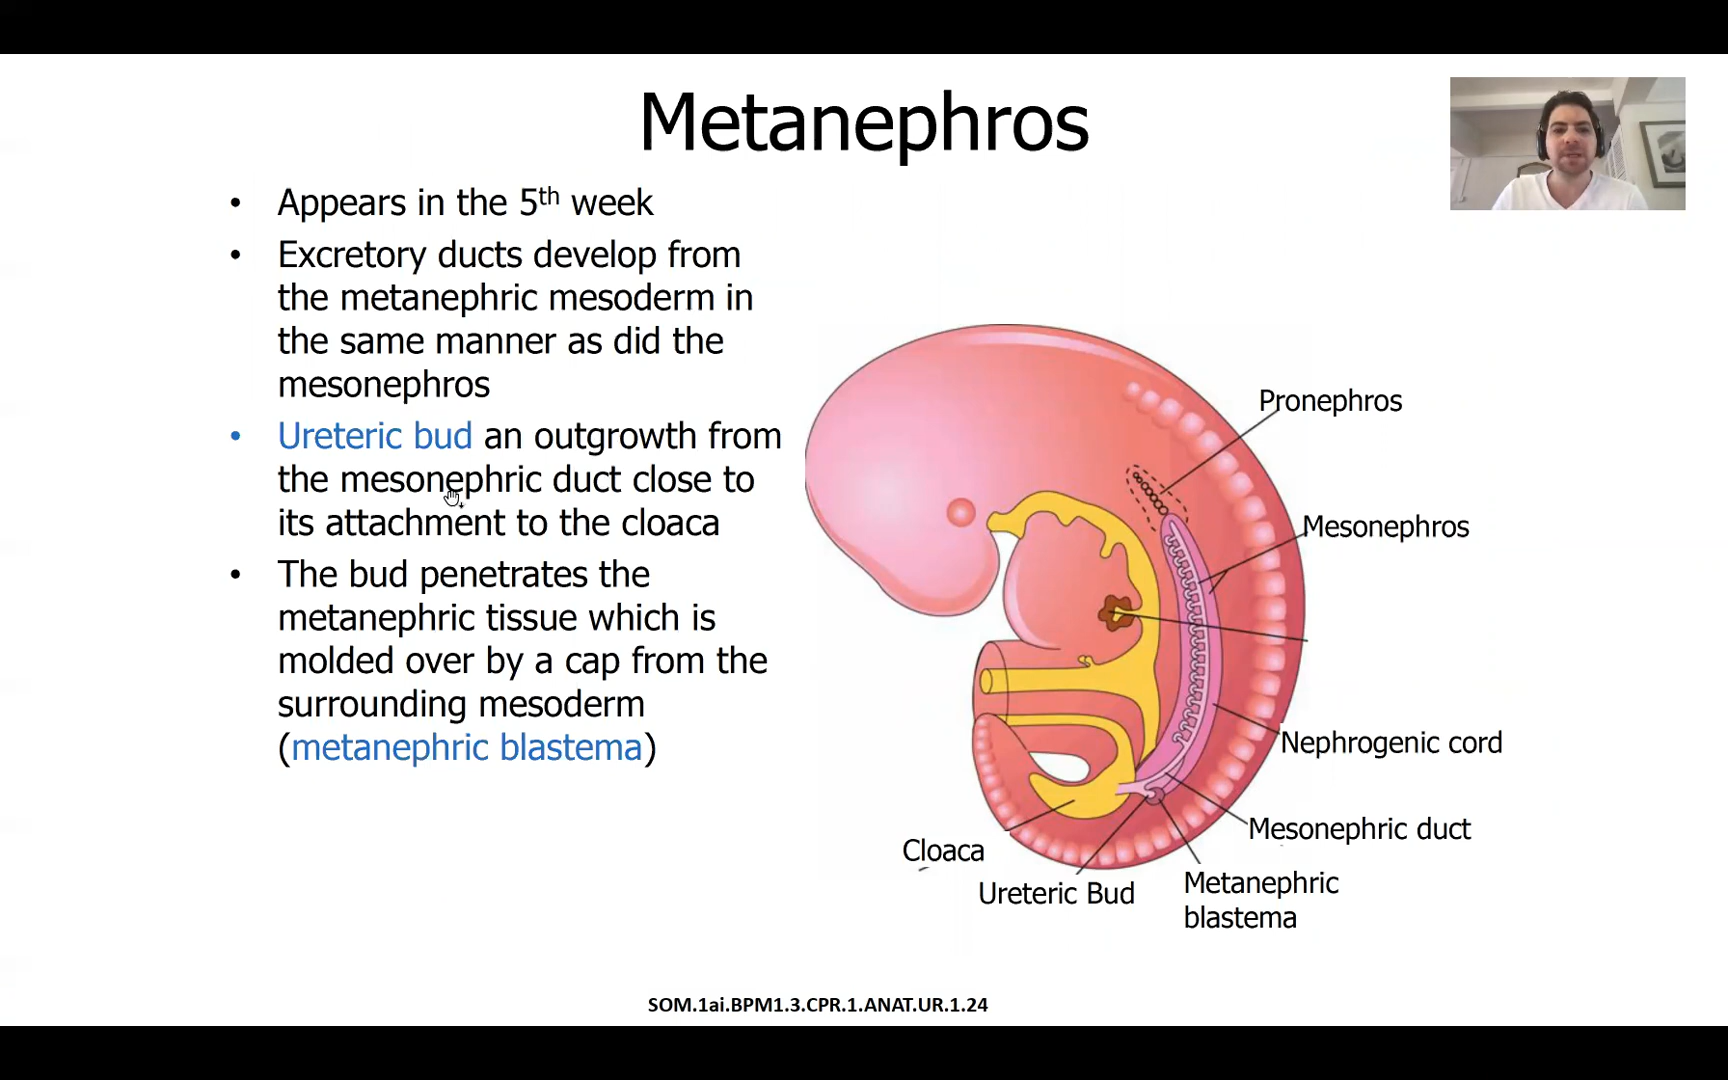 Metanephros
• Appears in the 5th week
• Excretory ducts develop from
the metanephric mesoderm in
the same manner as did the
mesonephros
• Ureteric bud an outgrowth from
the mesonephric duct close to
its attachment to the cloaca
• The bud penetrates the
metanephric tissue which is
molded over by a cap from the
surrounding mesoderm
(metanephric blastema)
Pronephros
Mesonephros
Nephrogenic cord
Mesonephric duct
Cloaca
Ureteric Bud
Metanephric
blastema
SOM.1ai.BPM1.3.CPR.1.ANAT.UR.1.24